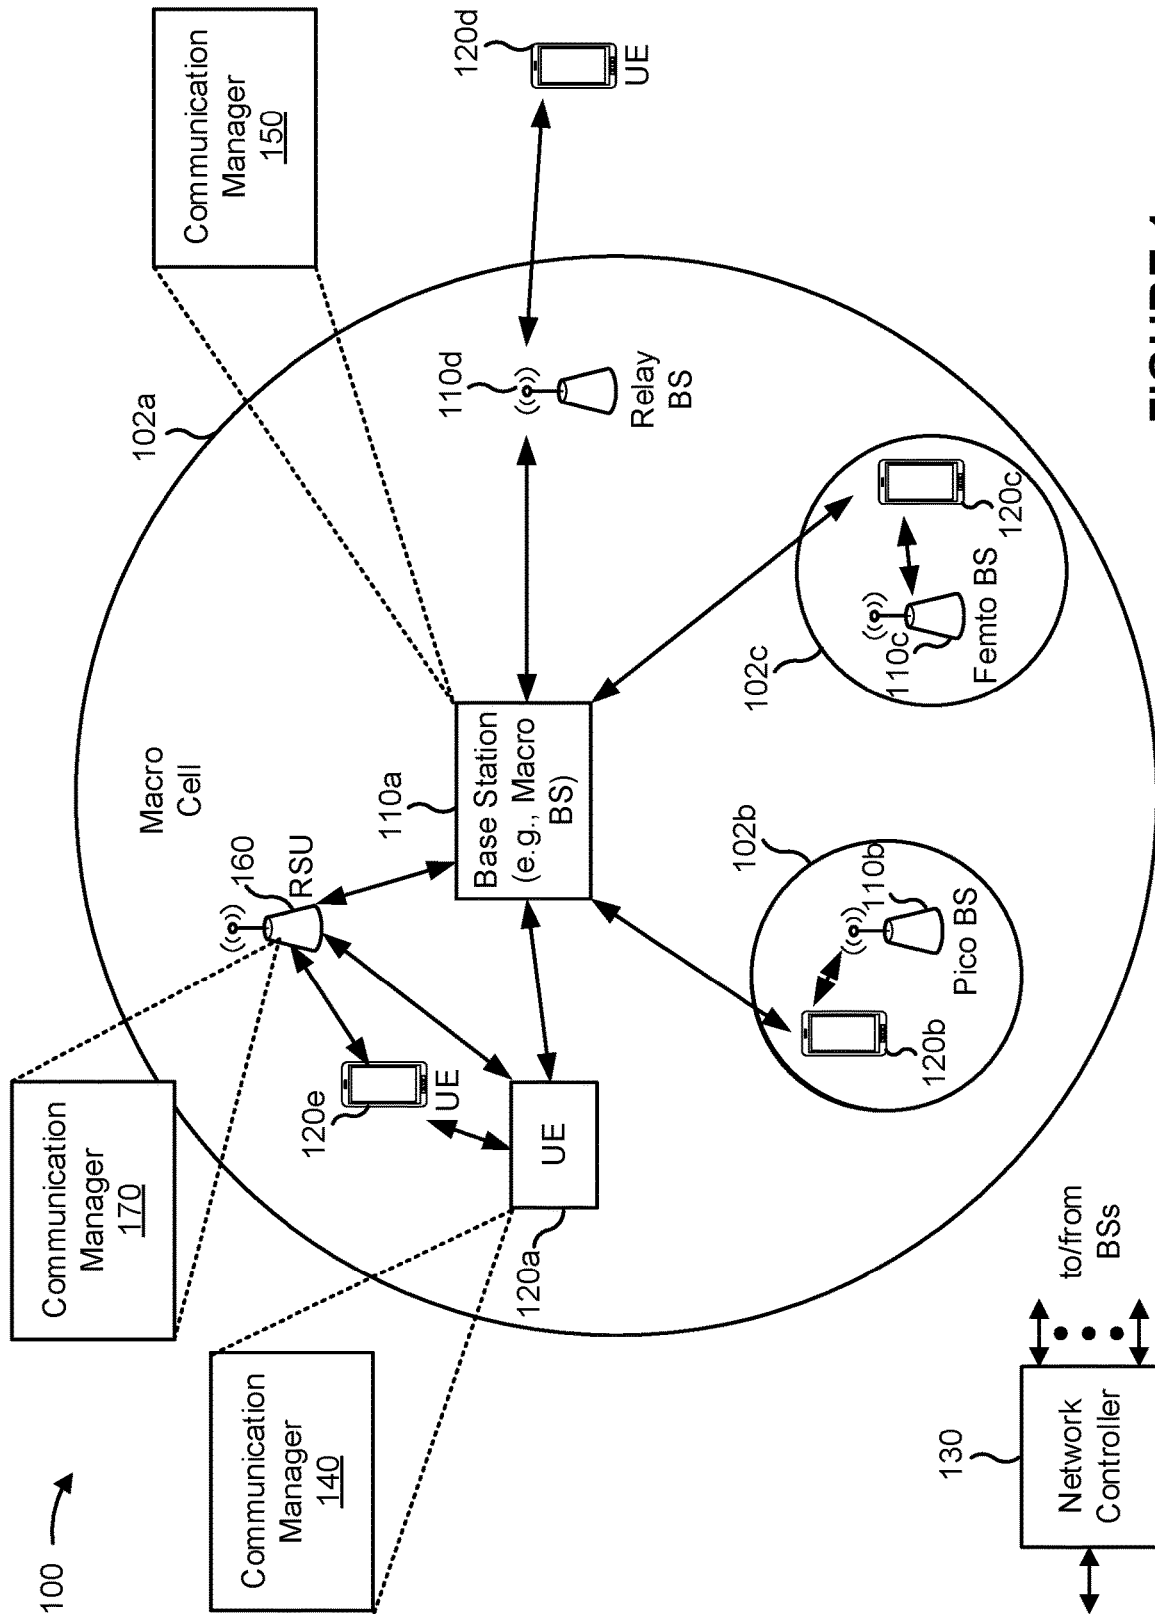 100
Communication
Manager
170
Communication
Manager
140
Communication
Manager
150
102a
Macro
Cell
160
RSU
120e
UE
120a
UE
110a
Base Station
(e.g., Macro
BS)
110d
Relay
BS
120d
UE
102b
110b
Pico BS
120b
102c
110c
Femto BS
120c
130
Network
Controller
to/from
BSs